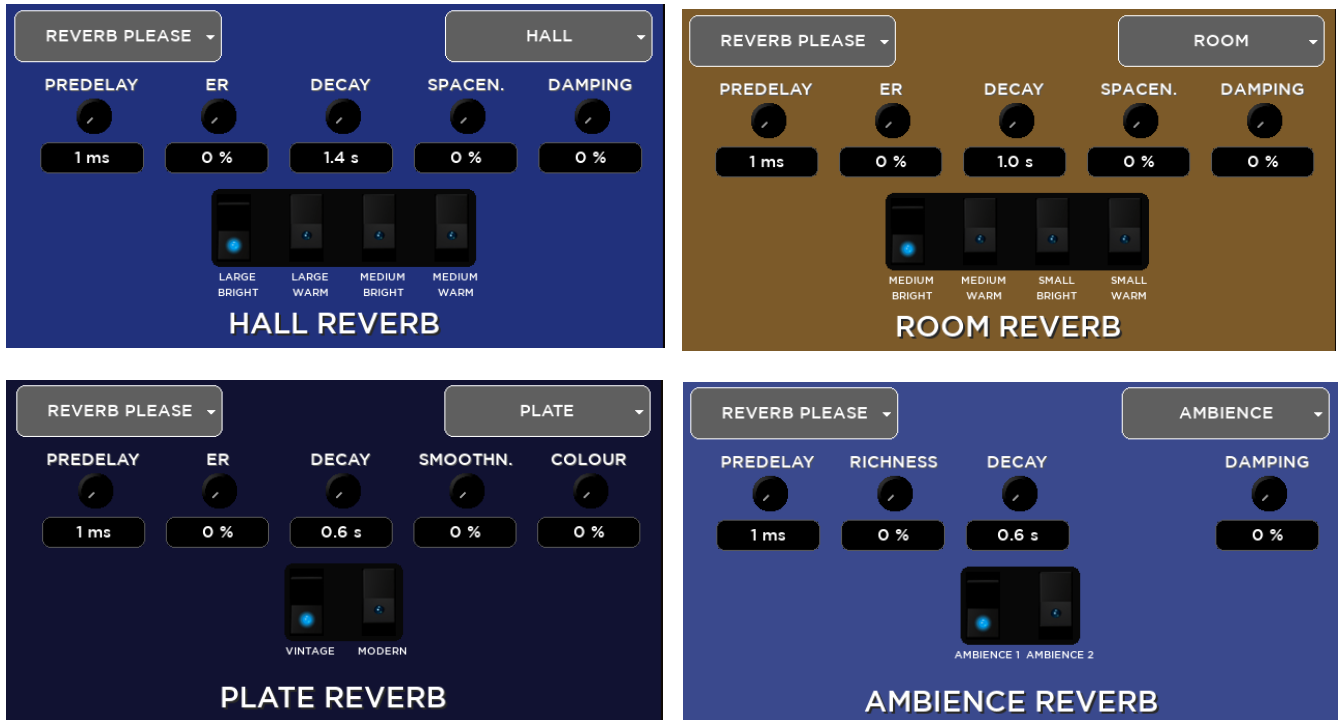 REVERB PLEASE HALL
PREDELAY ER DECAY SPACEN. DAMPING
1 ms 0 % 1.4 s 0 % 0 %
LARGE LARGE MEDIUM MEDIUM
BRIGHT WARM BRIGHT WARM
HALL REVERB
REVERB PLEASE ROOM
PREDELAY ER DECAY SPACEN. DAMPING
1 ms 0 % 1.0 s 0 % 0 %
MEDIUM MEDIUM SMALL SMALL
BRIGHT WARM BRIGHT WARM
ROOM REVERB
REVERB PLEASE PLATE
PREDELAY ER DECAY SMOOTHN. COLOUR
1 ms 0 % 0.6 s 0 % 0 %
VINTAGE MODERN
PLATE REVERB
REVERB PLEASE AMBIENCE
PREDELAY RICHNESS DECAY DAMPING
1 ms 0 % 0.6 s 0 %
AMBIENCE 1 AMBIENCE 2
AMBIENCE REVERB